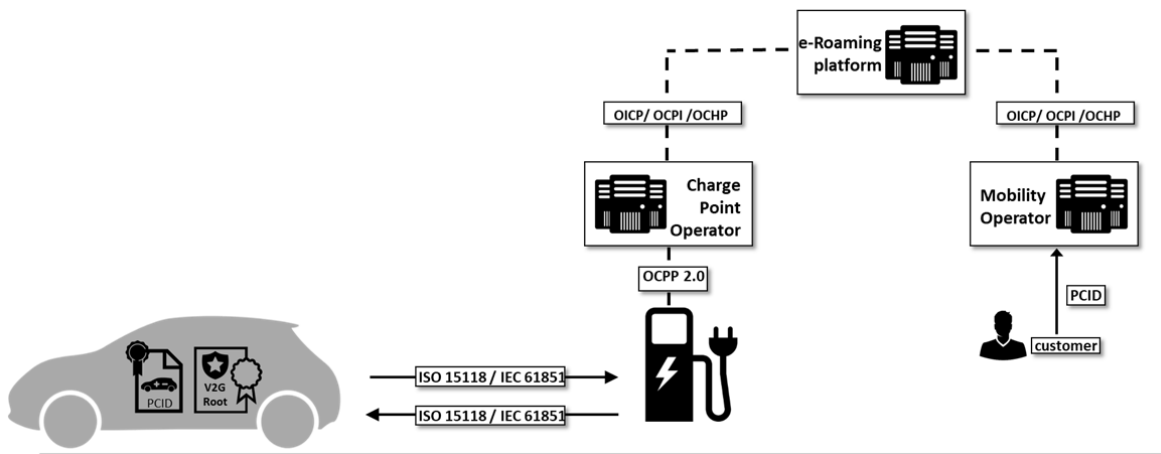 e-Roaming
platform
OICP/ OCPI /OCHP
OICP/ OCPI /OCHP
Charge
Point
Operator
Mobility
Operator
OCPP 2.0
PCID
customer
PCID
V2G
Root
ISO 15118 / IEC 61851
ISO 15118 / IEC 61851